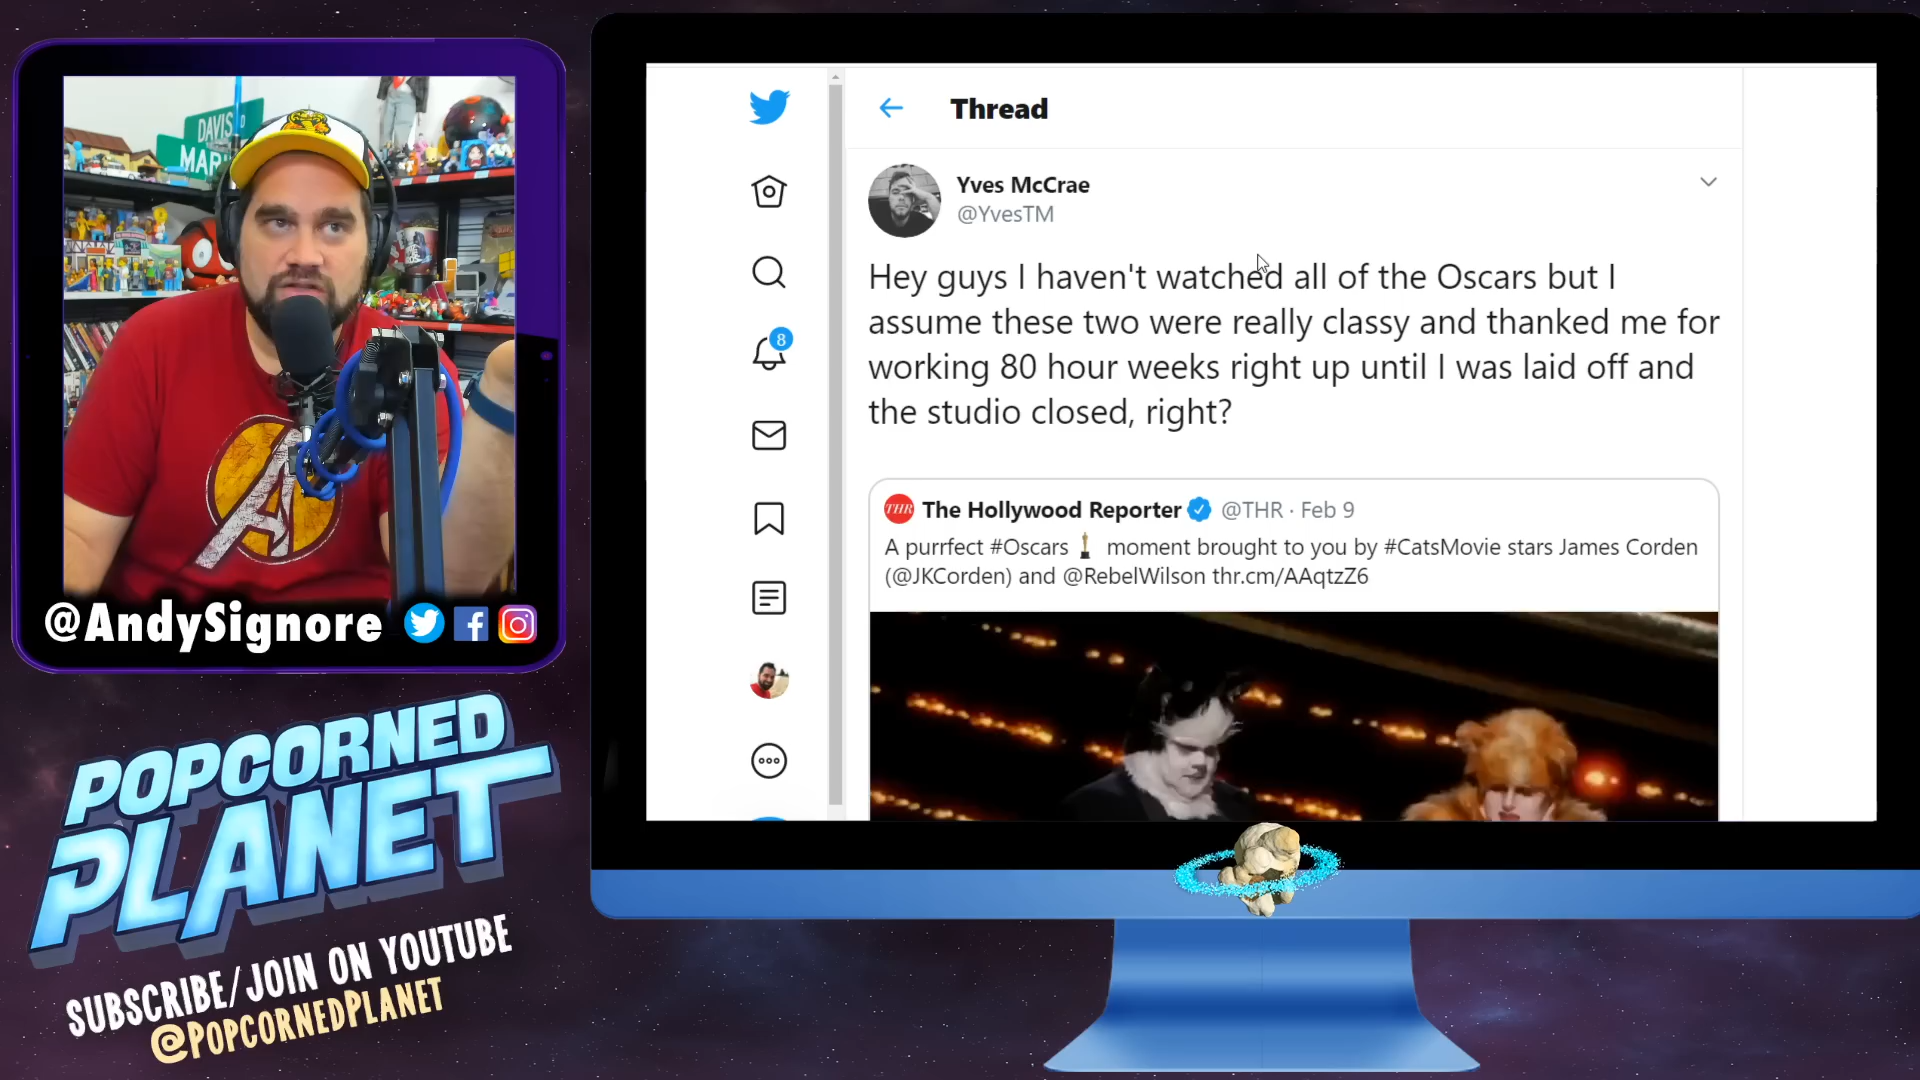 DAVIS
MAR
@AndySignore
POPCORNED
PLANET
SUBSCRIBE/JOIN ON YOUTUBE
@POPCORNEDPLANET
8
Thread
Yves McCrae
@YvesTM
Hey guys I haven't watched all of the Oscars but I
assume these two were really classy and thanked me for
working 80 hour weeks right up until I was laid off and
the studio closed, right?
THR
The Hollywood Reporter @THR · Feb 9
A purrfect #Oscars moment brought to you by #CatsMovie stars James Corden
(@JKCorden) and @RebelWilson thr.cm/AAqtzZ6